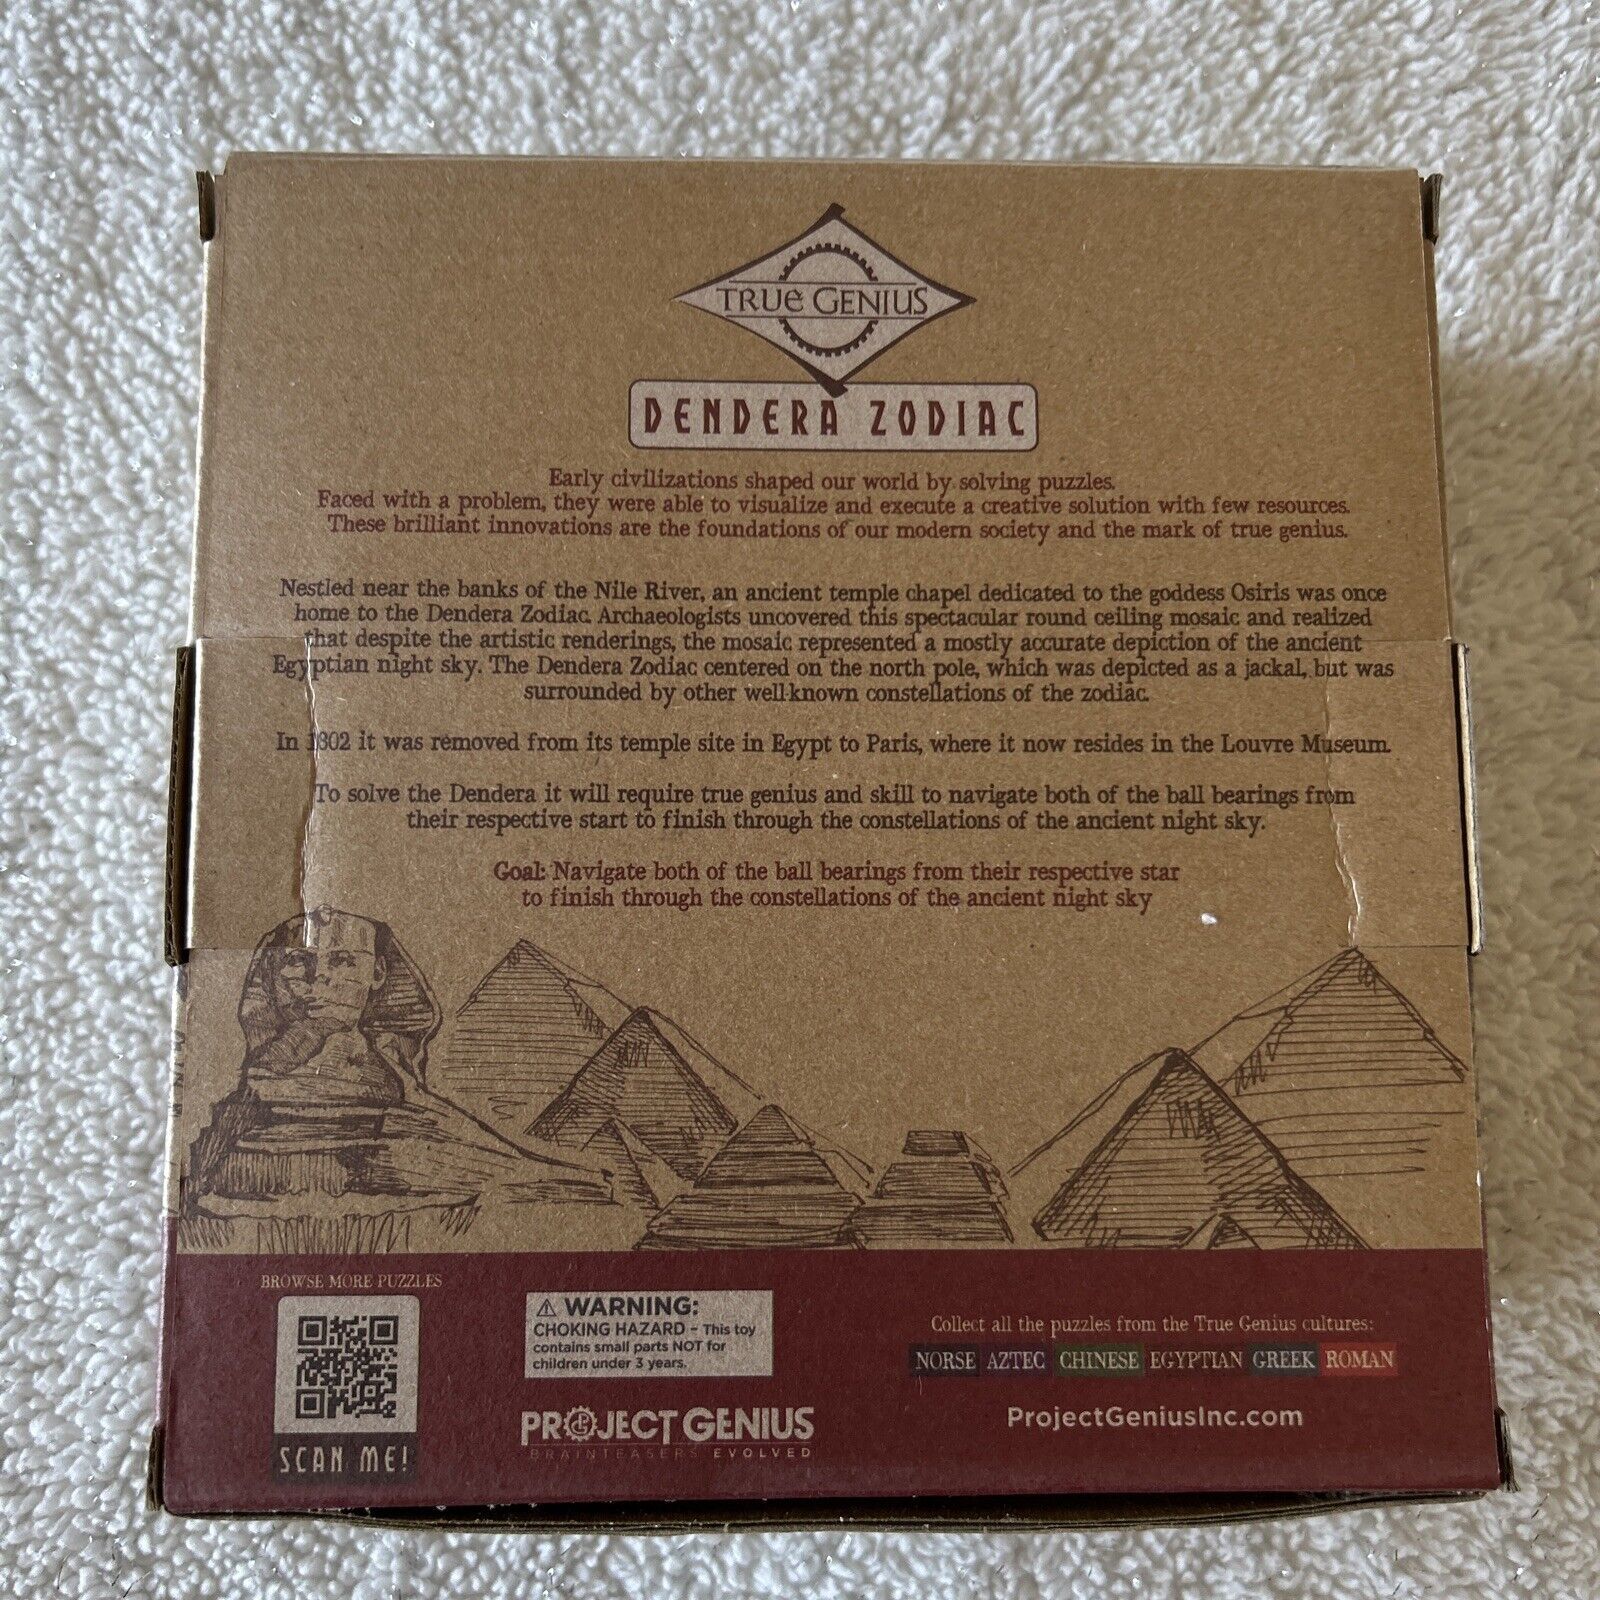 TRUE GENIUS
DENDERA ZODIAC
Early civilizations shaped our world by solving puzzles.
Faced with a problem, they were able to visualize and execute a creative solution with few resources.
These brilliant innovations are the foundations of our modern society and the mark of true genius.
Nestled near the banks of the Nile River, an ancient temple chapel dedicated to the goddess Osiris was once
home to the Dendera Zodiac. Archaeologists uncovered this spectacular round ceiling mosaic and realized
that despite the artistic renderings, the mosaic represented a mostly accurate depiction of the ancient
Egyptian night sky. The Dendera Zodiac centered on the north pole, which was depicted as a jackal, but was
surrounded by other well-known constellations of the zodiac.
In 1802 it was removed from its temple site in Egypt to Paris, where it now resides in the Louvre Museum.
To solve the Dendera it will require true genius and skill to navigate both of the ball bearings from
their respective start to finish through the constellations of the ancient night sky.
Goal: Navigate both of the ball bearings from their respective star
to finish through the constellations of the ancient night sky
BROWSE MORE PUZZLES
SCAN ME!
⚠ WARNING:
CHOKING HAZARD - This toy
contains small parts NOT for
children under 3 years.
PROJECT GENIUS
BRAINTEASERS EVOLVED
Collect all the puzzles from the True Genius cultures:
NORSE AZTEC CHINESE EGYPTIAN GREEK ROMAN
ProjectGeniusInc.com